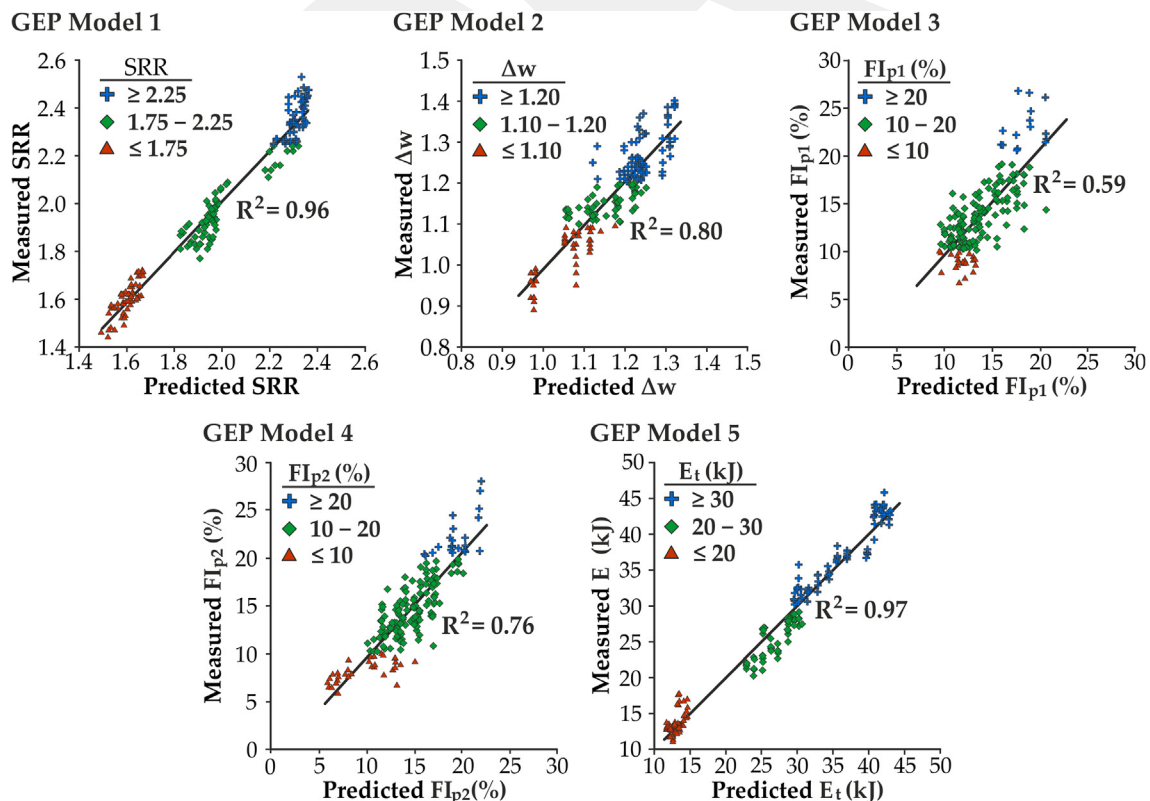 GEP Model 1
GEP Model 2
GEP Model 3
2.6
2.4
2.2
2.0
1.8
1.6
1.4
Measured SRR
SRR
≥ 2.25
1.75 – 2.25
≤ 1.75
R² = 0.96
1.4 1.6 1.8 2.0 2.2 2.4 2.6
Predicted SRR
1.5
1.4
1.3
1.2
1.1
1.0
0.9
0.8
Measured Δw
Δw
≥ 1.20
1.10 – 1.20
≤ 1.10
R² = 0.80
0.8 0.9 1.0 1.1 1.2 1.3 1.4 1.5
Predicted Δw
30
25
20
15
10
5
0
Measured FIp1 (%)
FIp1 (%)
≥ 20
10 – 20
≤ 10
R² = 0.59
0 5 10 15 20 25 30
Predicted FIp1 (%)
GEP Model 4
GEP Model 5
30
25
20
15
10
5
0
Measured FIp2 (%)
FIp2 (%)
≥ 20
10 – 20
≤ 10
R² = 0.76
0 5 10 15 20 25 30
Predicted FIp2(%)
50
45
40
35
30
25
20
15
10
Measured E (kJ)
Et (kJ)
≥ 30
20 – 30
≤ 20
R² = 0.97
10 15 20 25 30 35 40 45 50
Predicted Et (kJ)